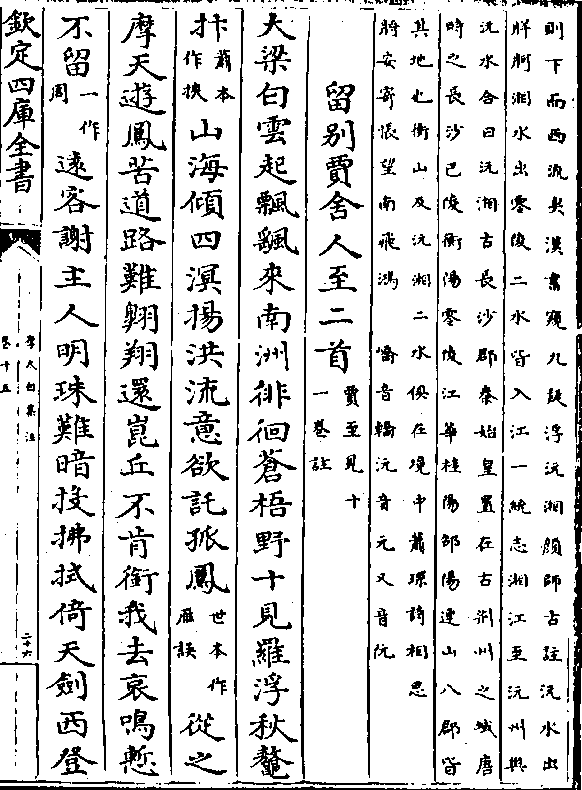 則下而西流與漢書窺九疑浮沅湘顔師古註沅水出
牂牁湘水出零陵二水皆入江一統志湘江至沅州與
沅水合曰沅湘古長沙郡秦始皇置在古荆州之域唐
時之長沙巳陵衡陽零陵江華桂陽邵陽連山八郡皆
其地也衡山及沅湘二水俱在境中蕭琛詩相思
將安寄悵望南飛鴻　嶓音觿沅音元又音阮
留别賈舍人至二首賈至見十一卷註
大梁白雲起飄颻來南洲徘徊蒼梧野十見羅浮秋鼇
抃蕭本作挾山海傾四溟揚洪流意欲託孤鳳世本作雁誤從之
摩天遊鳳苦道路難翺翔還崑丘不肯銜我去哀鳴慙
不留一作周遠客謝主人明珠難暗投拂拭倚天劍西登
欽定四庫全書
李太白集注
卷十五
二十六